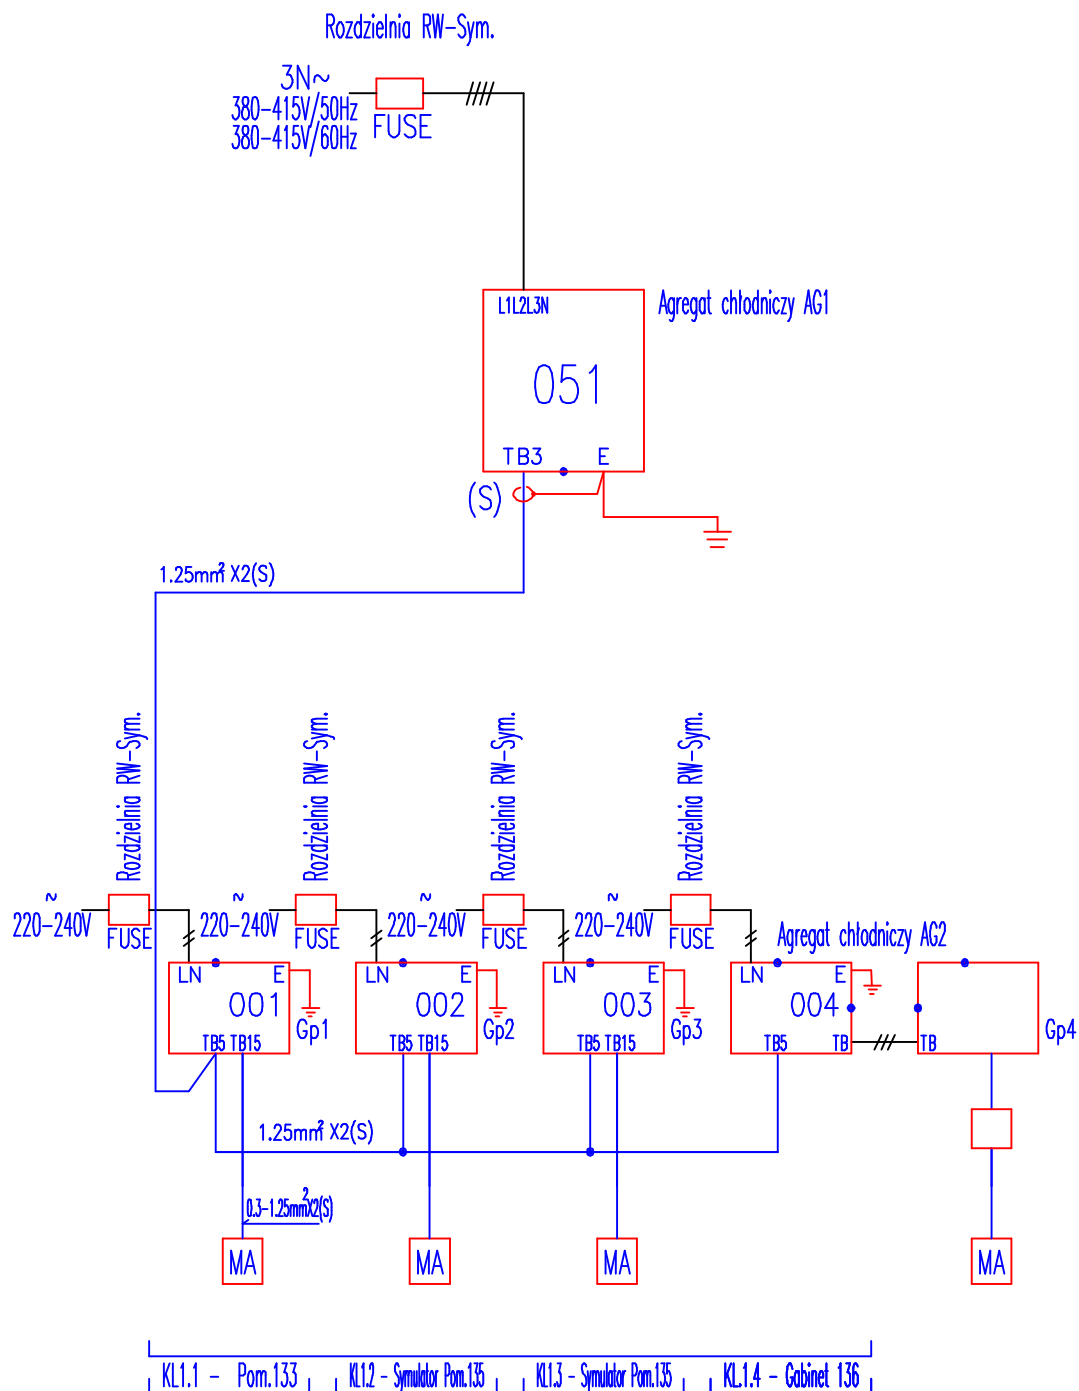 Rozdzielnia RW-Sym.
3N~
380-415V/50Hz
380-415V/60Hz
FUSE
L1L2L3N
Agregat chłodniczy AG1
051
TB3 E
(S)
1.25mm² X2(S)
Rozdzielnia RW-Sym.
Rozdzielnia RW-Sym.
Rozdzielnia RW-Sym.
Rozdzielnia RW-Sym.
~ ~ ~ ~
220-240V 220-240V 220-240V 220-240V
FUSE FUSE FUSE FUSE
Agregat chłodniczy AG2
LN E LN E LN E LN E
001 002 003 004
Gp1 Gp2 Gp3 Gp4
TB5 TB15 TB5 TB15 TB5 TB15 TB5 TB TB
1.25mm² X2(S)
0.3-1.25mm²X2(S)
MA MA MA MA
KL1.1 - Pom.133 KL1.2 - Symulator Pom.135 KL1.3 - Symulator Pom.135 KL.1.4 - Gabinet 136